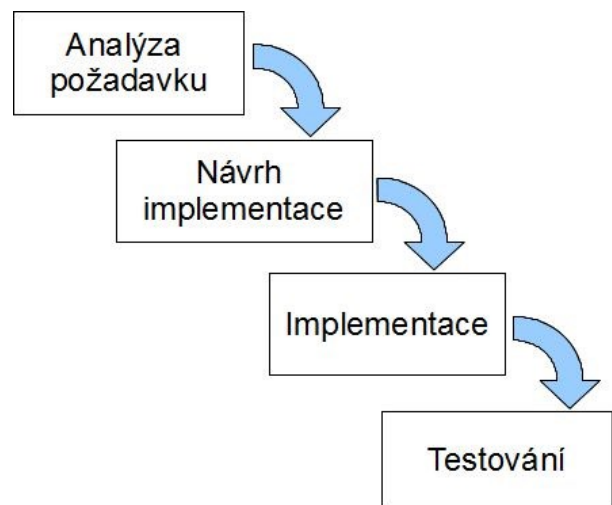 Analýza
požadavku
Návrh
implementace
Implementace
Testování